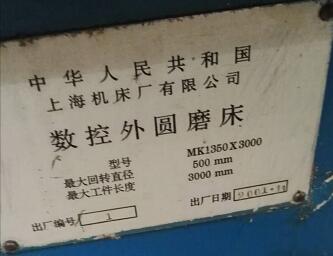 中华人民共和国
上海机床厂有限公司
数控外圆磨床
型号 MK1350X3000
最大回转直径 500 mm
最大工件长度 3000 mm
出厂编号 1 出厂日期